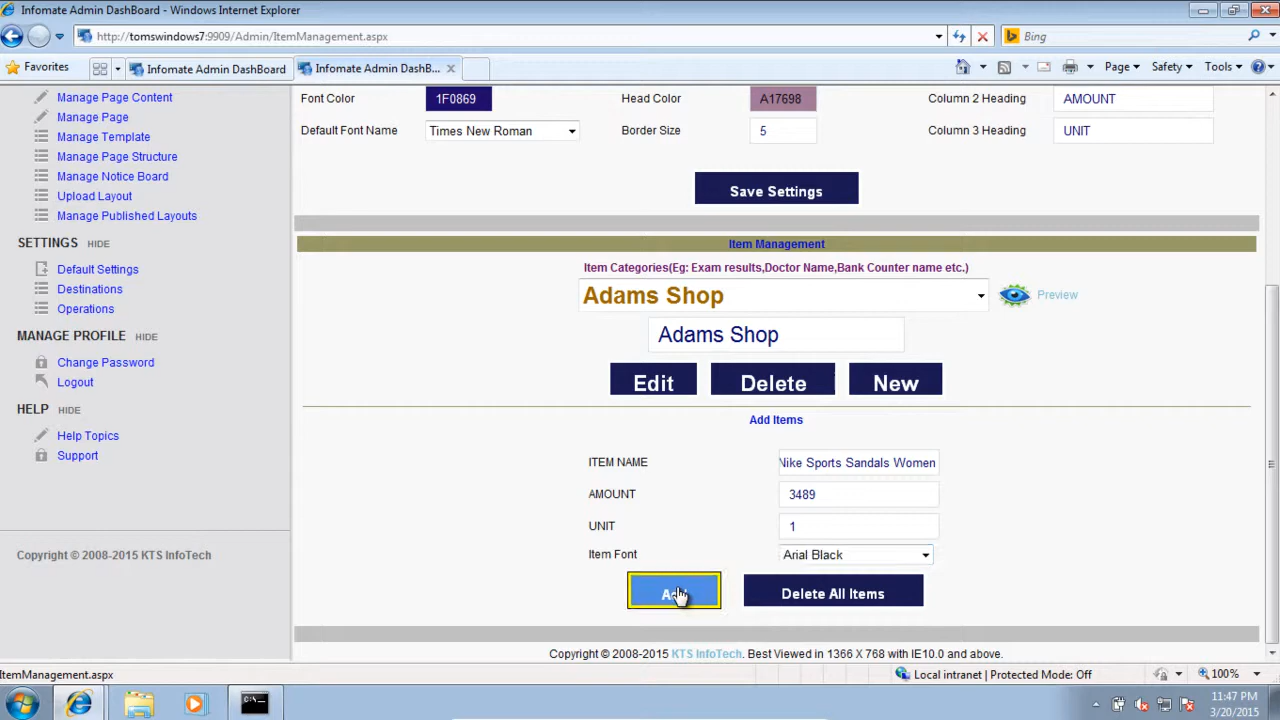 Infomate Admin DashBoard - Windows Internet Explorer
http://tomswindows7:9909/Admin/ItemManagement.aspx
Bing
Favorites
Infomate Admin DashBoard
Infomate Admin DashB...
Page
Safety
Tools
Manage Page Content
Manage Page
Manage Template
Manage Page Structure
Manage Notice Board
Upload Layout
Manage Published Layouts
SETTINGS HIDE
Default Settings
Destinations
Operations
MANAGE PROFILE HIDE
Change Password
Logout
HELP HIDE
Help Topics
Support
Copyright © 2008-2015 KTS InfoTech
Font Color 1F0869 Head Color A17698 Column 2 Heading AMOUNT
Default Font Name Times New Roman Border Size 5 Column 3 Heading UNIT
Save Settings
Item Management
Item Categories(Eg: Exam results,Doctor Name,Bank Counter name etc.)
Adams Shop Preview
Adams Shop
Edit Delete New
Add Items
ITEM NAME Nike Sports Sandals Women
AMOUNT 3489
UNIT 1
Item Font Arial Black
Delete All Items
Copyright © 2008-2015 KTS InfoTech. Best Viewed in 1366 X 768 with IE10.0 and above.
ItemManagement.aspx
Local intranet | Protected Mode: Off
100%
11:47 PM
3/20/2015